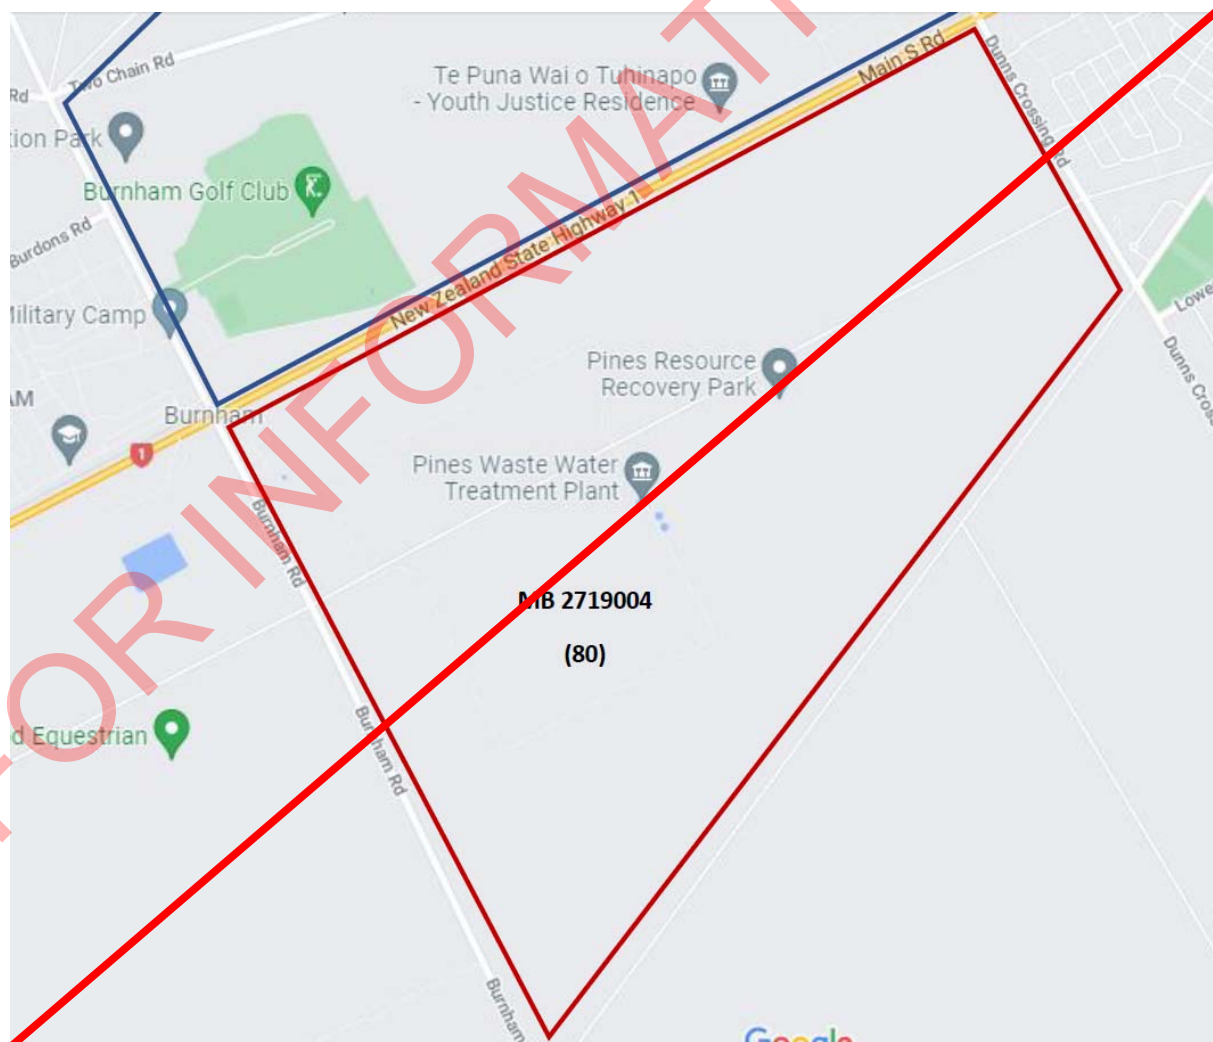 Two Chain Rd
Rd
tion Park
Burnham Golf Club
Burdons Rd
Military Camp
AM
Burnham
1
Te Puna Wai o Tuhinapo
- Youth Justice Residence
Main S Rd
Dunns Crossing Rd
New Zealand State Highway 1
Pines Resource
Recovery Park
Lowe
Dunns Cros
Pines Waste Water
Treatment Plant
Burnham Rd
MB 2719004
(80)
d Equestrian
Burnham Rd
Burnham
Google
FOR INFORMATI